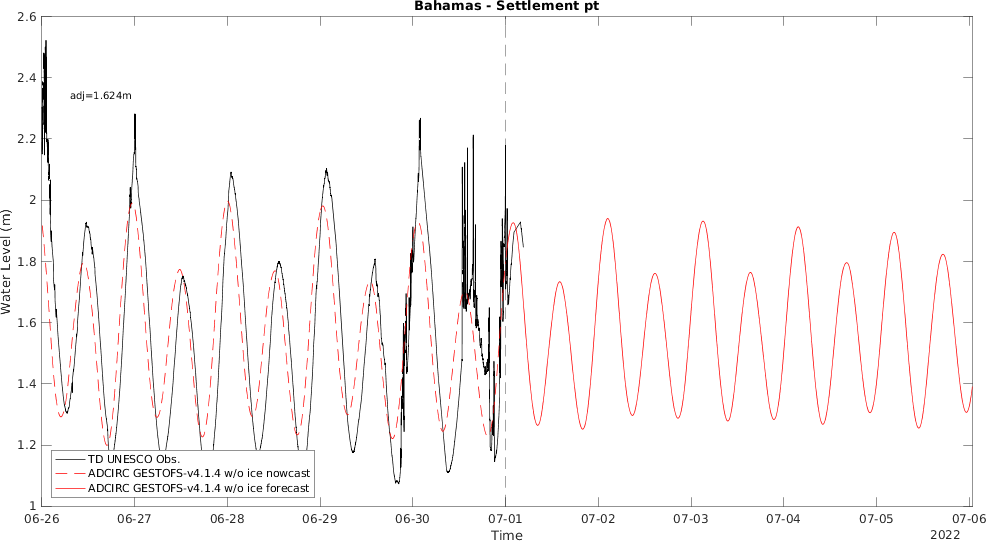 Bahamas - Settlement pt
2.6
2.4
adj=1.624m
2.2
2
1.8
1.6
1.4
1.2
1
Water Level (m)
TD UNESCO Obs.
ADCIRC GESTOFS-v4.1.4 w/o ice nowcast
ADCIRC GESTOFS-v4.1.4 w/o ice forecast
06-26 06-27 06-28 06-29 06-30 07-01 07-02 07-03 07-04 07-05 07-06
Time
2022